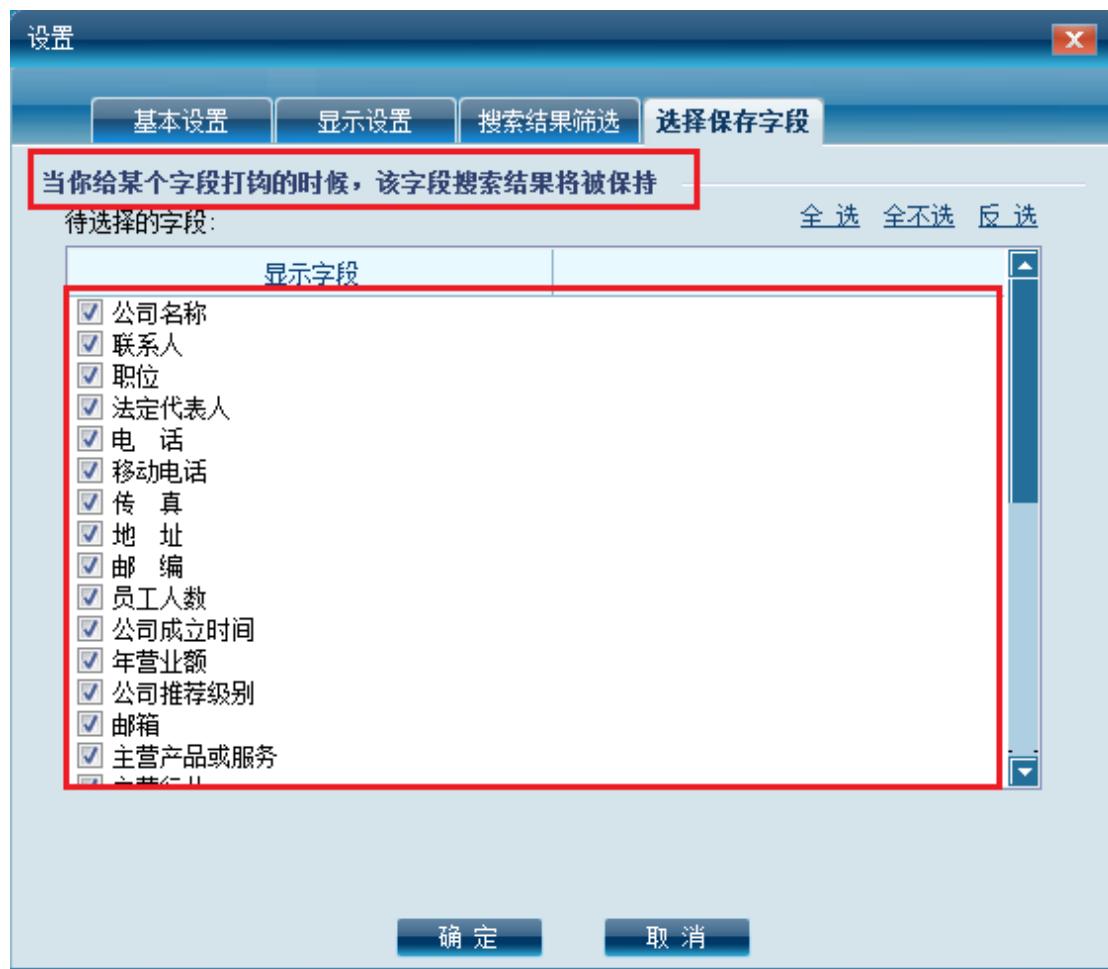 设置
基本设置 显示设置 搜索结果筛选 选择保存字段
当你给某个字段打钩的时候，该字段搜索结果将被保持
待选择的字段: 全 选 全不选 反 选
显示字段
公司名称
联系人
职位
法定代表人
电 话
移动电话
传 真
地 址
邮 编
员工人数
公司成立时间
年营业额
公司推荐级别
邮箱
主营产品或服务
确 定 取 消